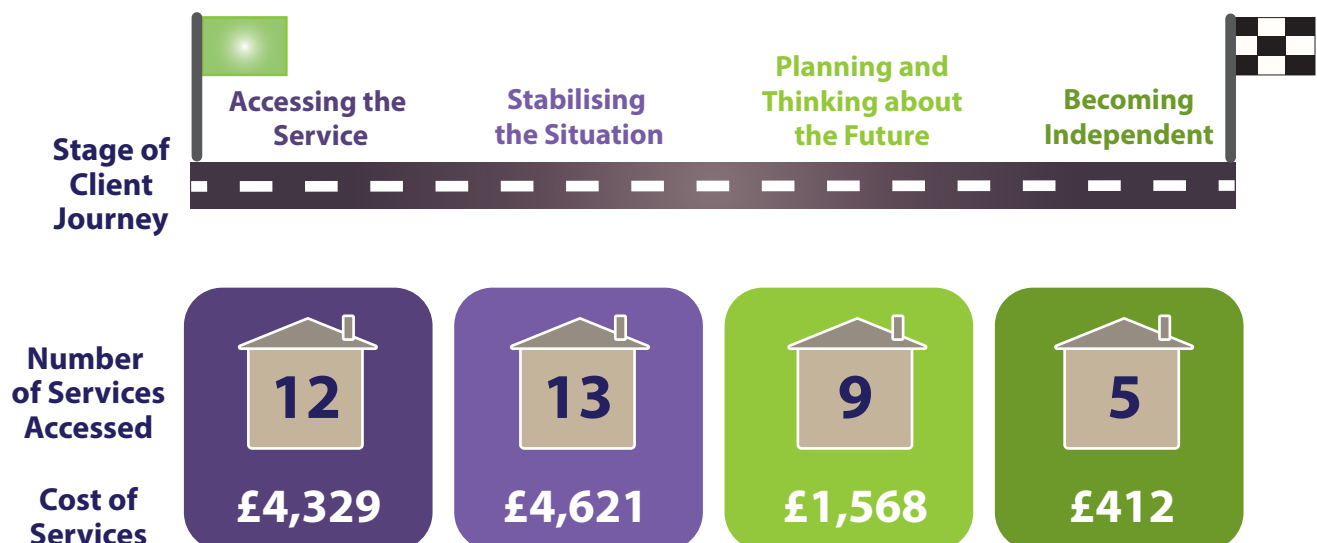 Accessing the
Service
Stabilising
the Situation
Planning and
Thinking about
the Future
Becoming
Independent
Stage of
Client
Journey
Number
of Services
Accessed
12
13
9
5
Cost of
Services
£4,329
£4,621
£1,568
£412